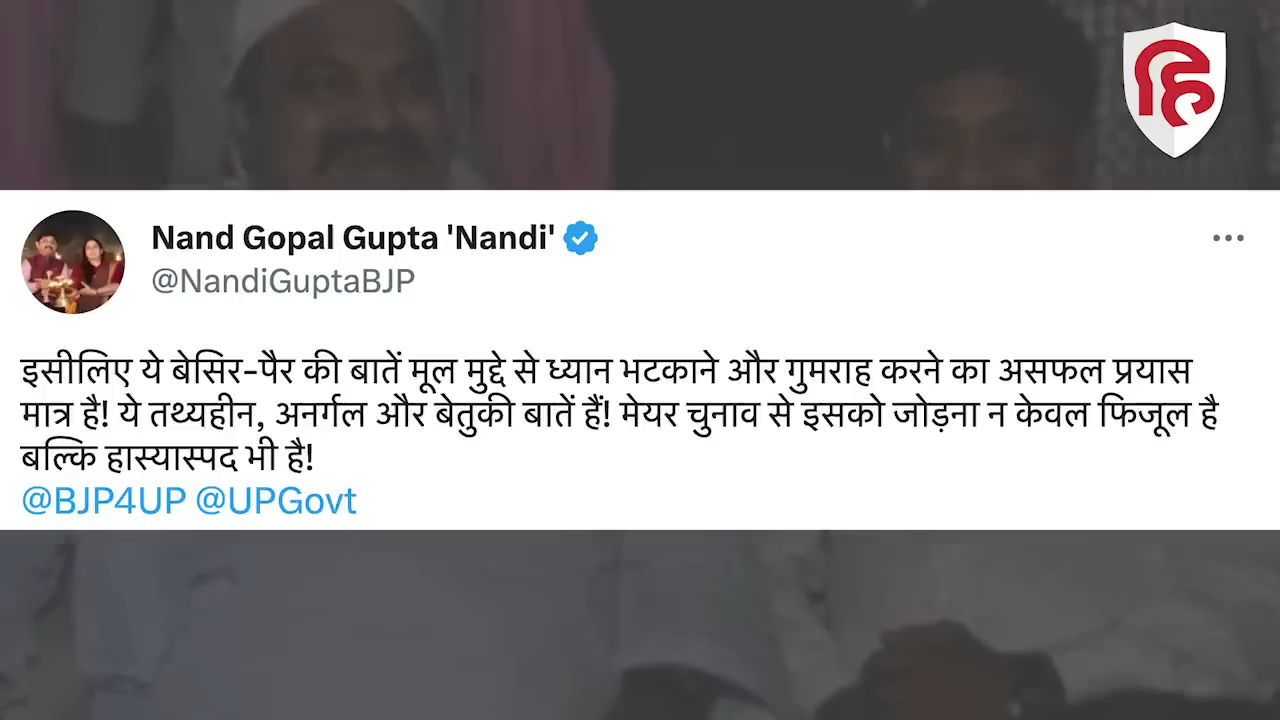 हि
Nand Gopal Gupta 'Nandi'
@NandiGuptaBJP
इसीलिए ये बेसिर-पैर की बातें मूल मुद्दे से ध्यान भटकाने और गुमराह करने का असफल प्रयास
मात्र है! ये तथ्यहीन, अनर्गल और बेतुकी बातें हैं! मेयर चुनाव से इसको जोड़ना न केवल फिजूल है
बल्कि हास्यास्पद भी है!
@BJP4UP @UPGovt